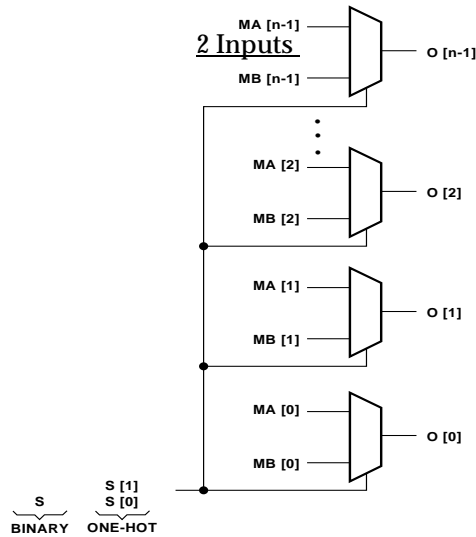 MA [n-1]
2 Inputs
O [n-1]
MB [n-1]
MA [2]
O [2]
MB [2]
MA [1]
O [1]
MB [1]
MA [0]
O [0]
MB [0]
S [1]
S S [0]
BINARY ONE-HOT